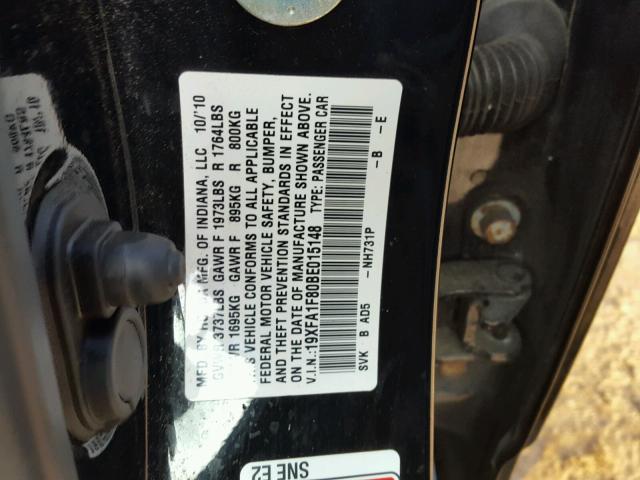 MFD BY HONDA MFG. OF INDIANA, LLC 10/'10
3737LBS GAWR F 1973LBS R 1764LBS
1695KG GAWR F 895KG R 800KG
VEHICLE CONFORMS TO ALL APPLICABLE
FEDERAL MOTOR VEHICLE SAFETY, BUMPER,
AND THEFT PREVENTION STANDARDS IN EFFECT
ON THE DATE OF MANUFACTURE SHOWN ABOVE.
V.I.N.:19XFA1F80BE015148 TYPE: PASSENGER CAR
SVK B AD5 -NH731P -B -E
SNE E2